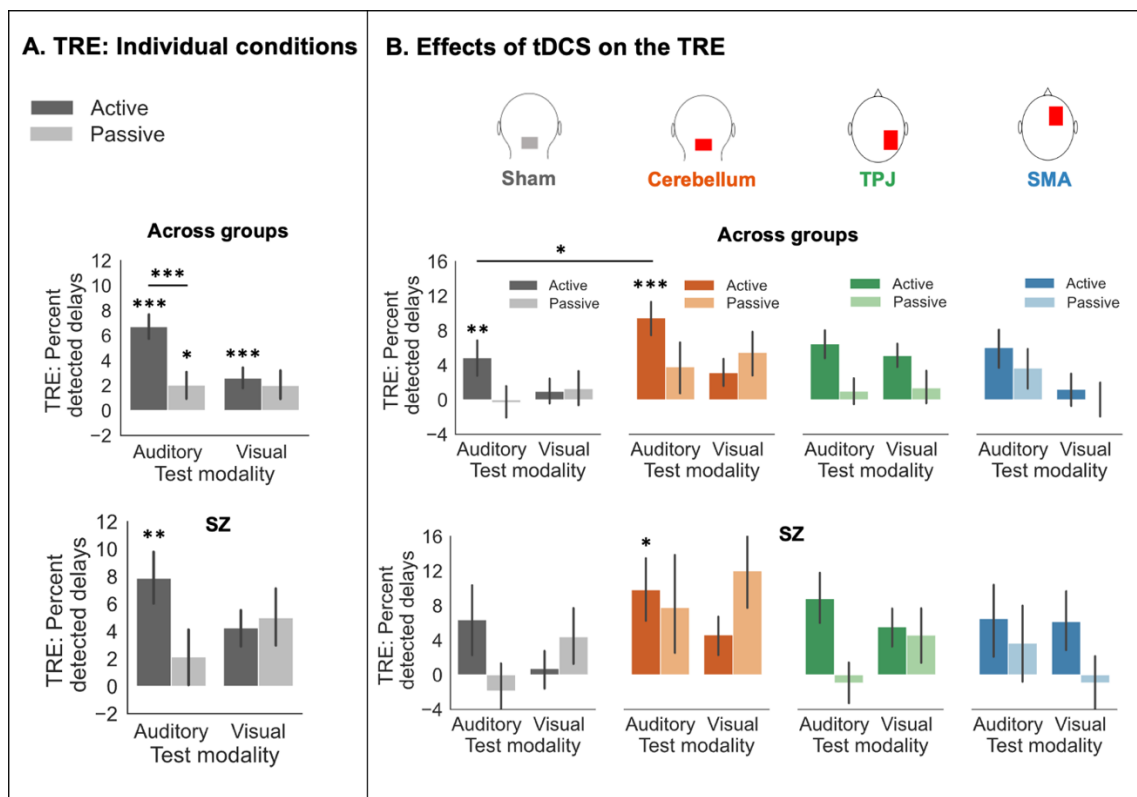 A. TRE: Individual conditions
Active
Passive
Across groups
TRE: Percent
detected delays
12
10
8
6
4
2
0
−2
***
***
*
***
Auditory Visual
Test modality
SZ
TRE: Percent
detected delays
12
10
8
6
4
2
0
−2
**
Auditory Visual
Test modality
B. Effects of tDCS on the TRE
Sham Cerebellum TPJ SMA
Across groups
*
TRE: Percent
detected delays
16
12
8
4
0
−4
**
Active
Passive
***
Active
Passive
Active
Passive
Active
Passive
Auditory Visual
Test modality
Auditory Visual
Test modality
Auditory Visual
Test modality
Auditory Visual
Test modality
SZ
TRE: Percent
detected delays
16
12
8
4
0
−4
*
Auditory Visual
Test modality
Auditory Visual
Test modality
Auditory Visual
Test modality
Auditory Visual
Test modality